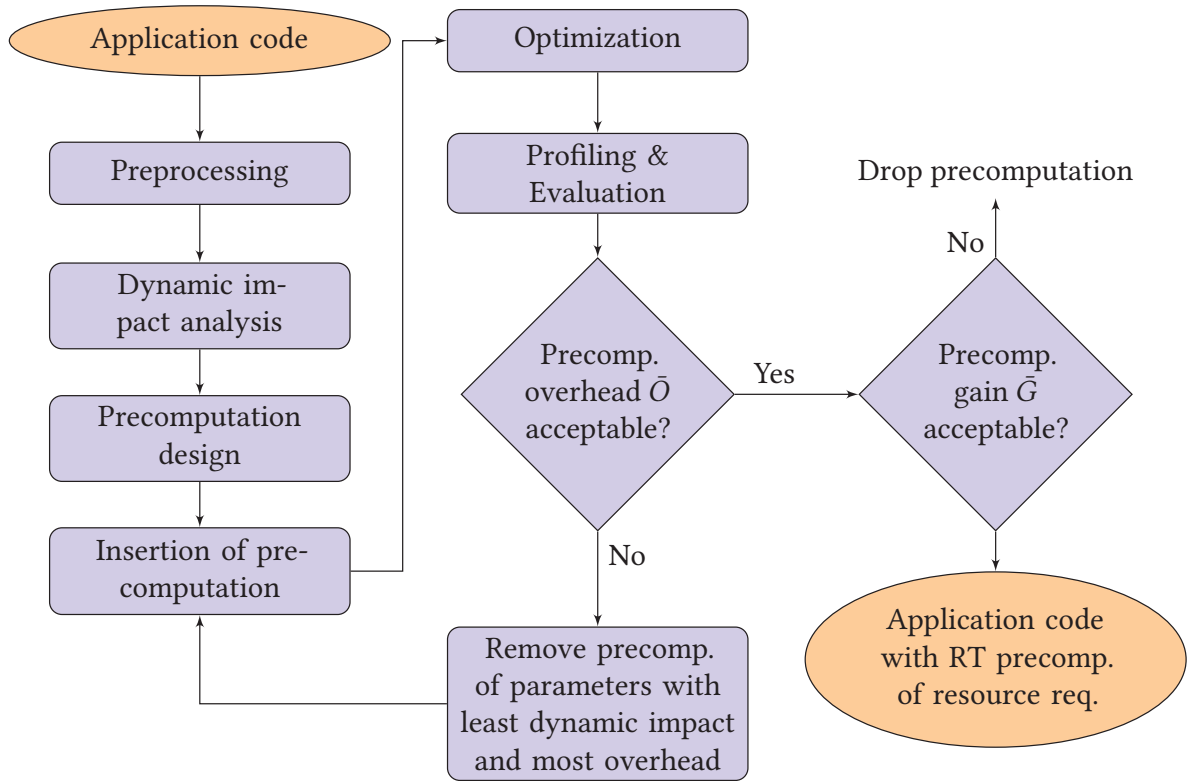 Application code
Preprocessing
Dynamic im-
pact analysis
Precomputation
design
Insertion of pre-
computation
Optimization
Profiling &
Evaluation
Precomp.
overhead Ō
acceptable?
Yes
No
Remove precomp.
of parameters with
least dynamic impact
and most overhead
Drop precomputation
No
Precomp.
gain Ḡ
acceptable?
Application code
with RT precomp.
of resource req.